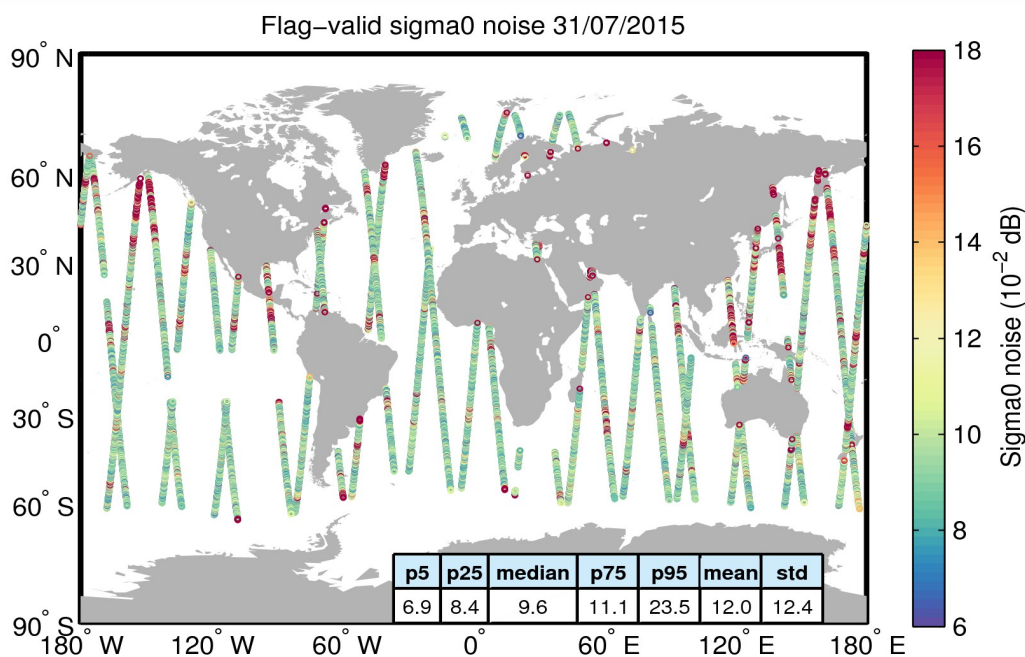 Flag−valid sigma0 noise 31/07/2015
90° N
60° N
30° N
0°
30° S
60° S
90° S
180° W
120° W
60° W
0°
60° E
120° E
180° E
p5 p25 median p75 p95 mean std
6.9 8.4 9.6 11.1 23.5 12.0 12.4
18
16
14
12
10
8
6
Sigma0 noise (10⁻² dB)